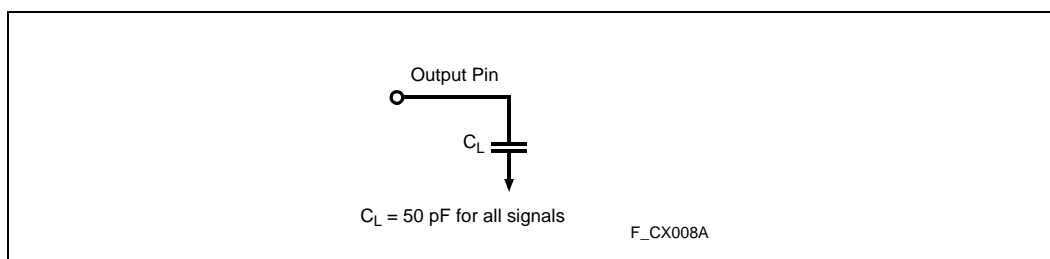 Output Pin
C_L
C_L = 50 pF for all signals
F_CX008A